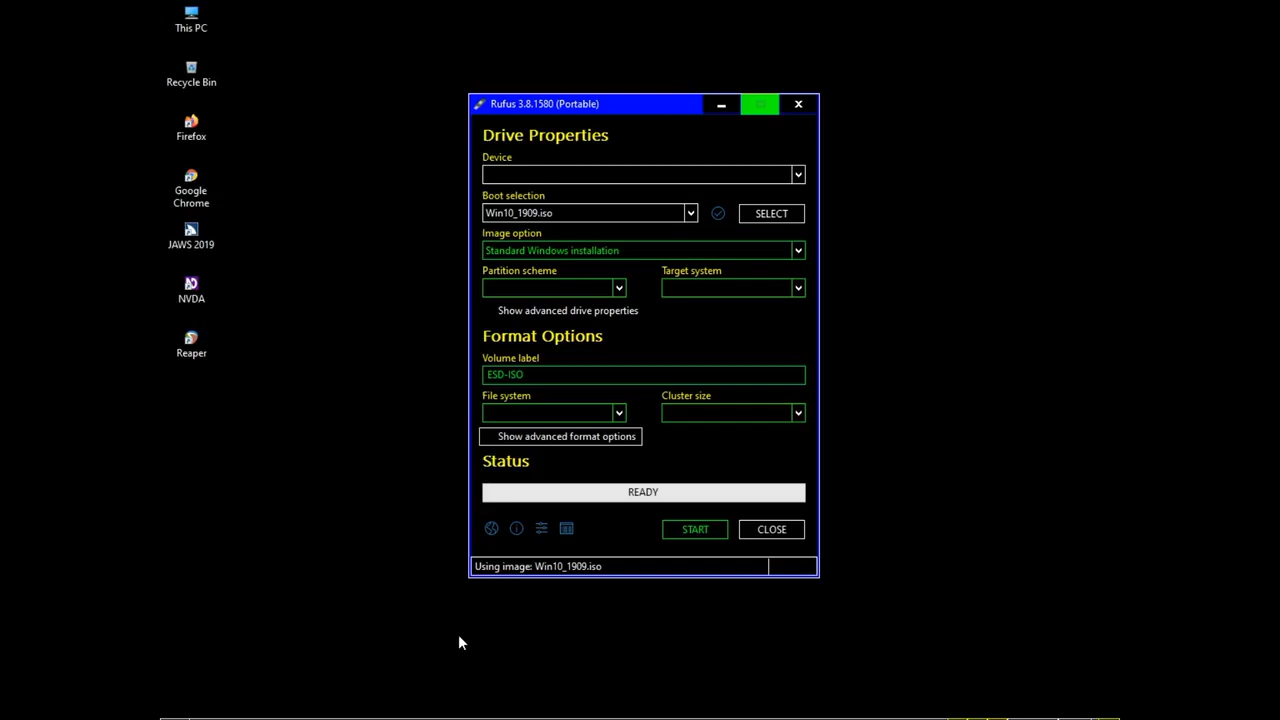 This PC
Recycle Bin
Firefox
Google
Chrome
JAWS 2019
NVDA
Reaper
Rufus 3.8.1580 (Portable)
Drive Properties
Device
Boot selection
Win10_1909.iso
SELECT
Image option
Standard Windows installation
Partition scheme
Target system
Show advanced drive properties
Format Options
Volume label
ESD-ISO
File system
Cluster size
Show advanced format options
Status
READY
START
CLOSE
Using image: Win10_1909.iso